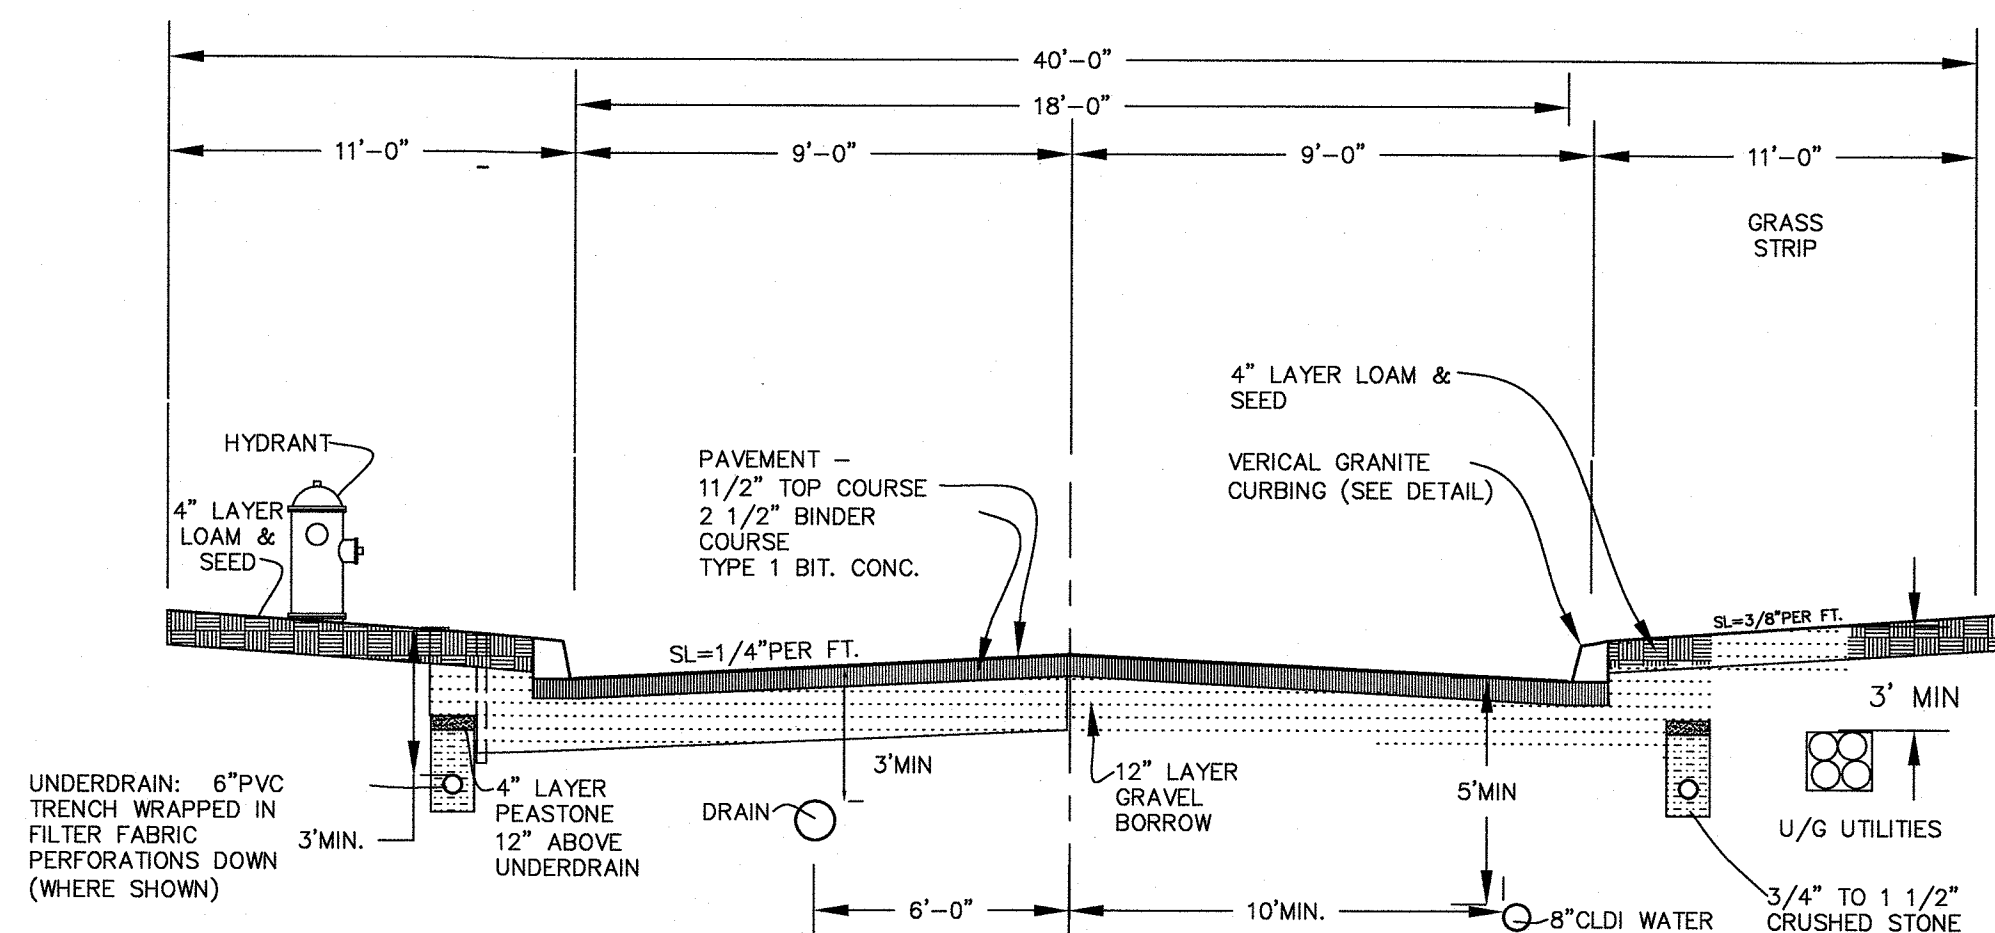 40'-0"
18'-0"
11'-0"
9'-0"
9'-0"
11'-0"
GRASS
STRIP
4" LAYER LOAM &
SEED
HYDRANT
PAVEMENT -
11/2" TOP COURSE
2 1/2" BINDER
COURSE
TYPE 1 BIT. CONC.
VERICAL GRANITE
CURBING (SEE DETAIL)
4" LAYER
LOAM &
SEED
SL=1/4"PER FT.
SL=3/8"PER FT.
3' MIN
3'MIN
12" LAYER
GRAVEL
BORROW
5'MIN
UNDERDRAIN: 6"PVC
TRENCH WRAPPED IN
FILTER FABRIC
PERFORATIONS DOWN
(WHERE SHOWN)
3'MIN.
4" LAYER
PEASTONE
12" ABOVE
UNDERDRAIN
DRAIN
U/G UTILITIES
6'-0"
10'MIN.
8"CLDI WATER
3/4" TO 1 1/2"
CRUSHED STONE